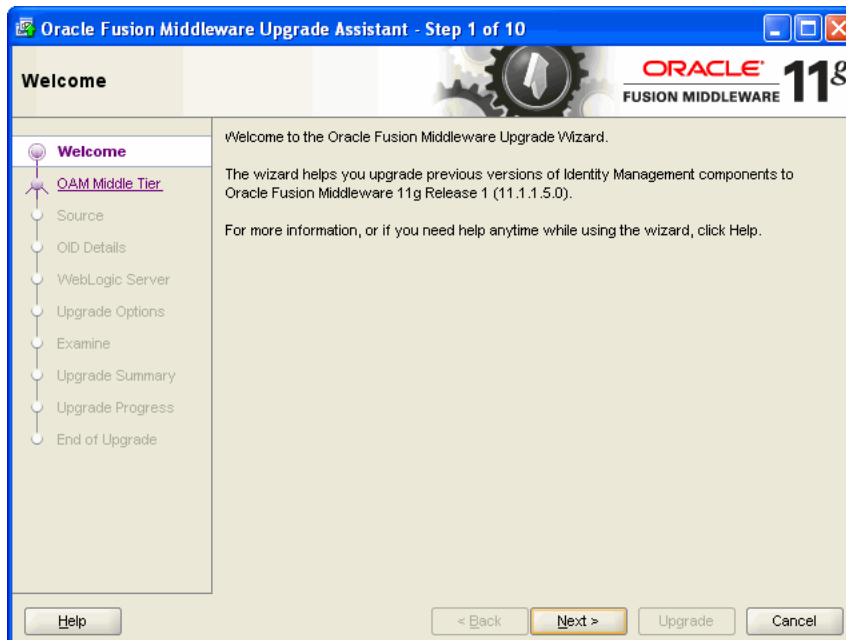 Oracle Fusion Middleware Upgrade Assistant - Step 1 of 10
Welcome
ORACLE 11g
FUSION MIDDLEWARE
Welcome
OAM Middle Tier
Source
OID Details
WebLogic Server
Upgrade Options
Examine
Upgrade Summary
Upgrade Progress
End of Upgrade
Welcome to the Oracle Fusion Middleware Upgrade Wizard.
The wizard helps you upgrade previous versions of Identity Management components to
Oracle Fusion Middleware 11g Release 1 (11.1.1.5.0).
For more information, or if you need help anytime while using the wizard, click Help.
Help < Back Next > Upgrade Cancel